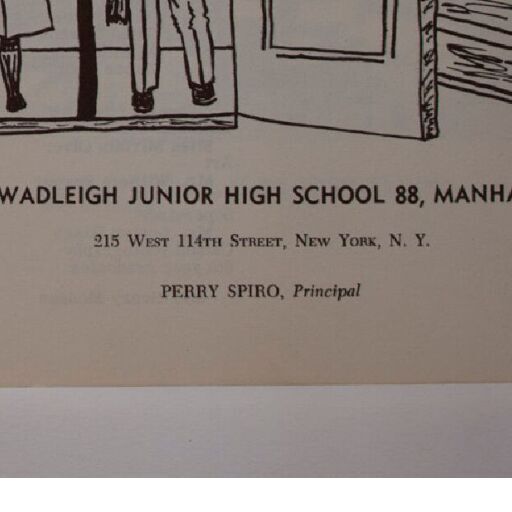 WADLEIGH JUNIOR HIGH SCHOOL 88, MANHA
215 WEST 114TH STREET, NEW YORK, N. Y.
PERRY SPIRO, Principal